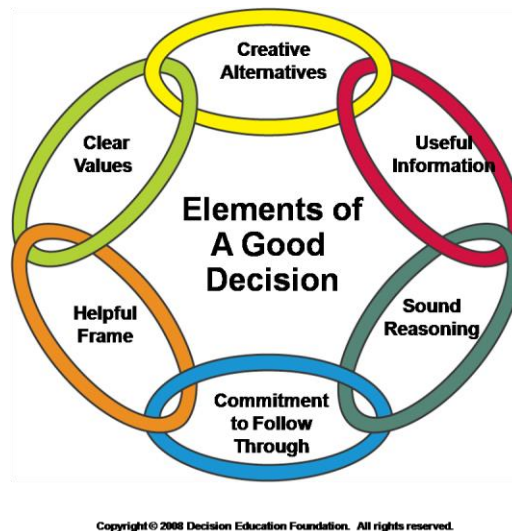 Creative
Alternatives
Clear
Values
Useful
Information
Elements of
A Good
Decision
Helpful
Frame
Sound
Reasoning
Commitment
to Follow
Through
Copyright © 2008 Decision Education Foundation. All rights reserved.